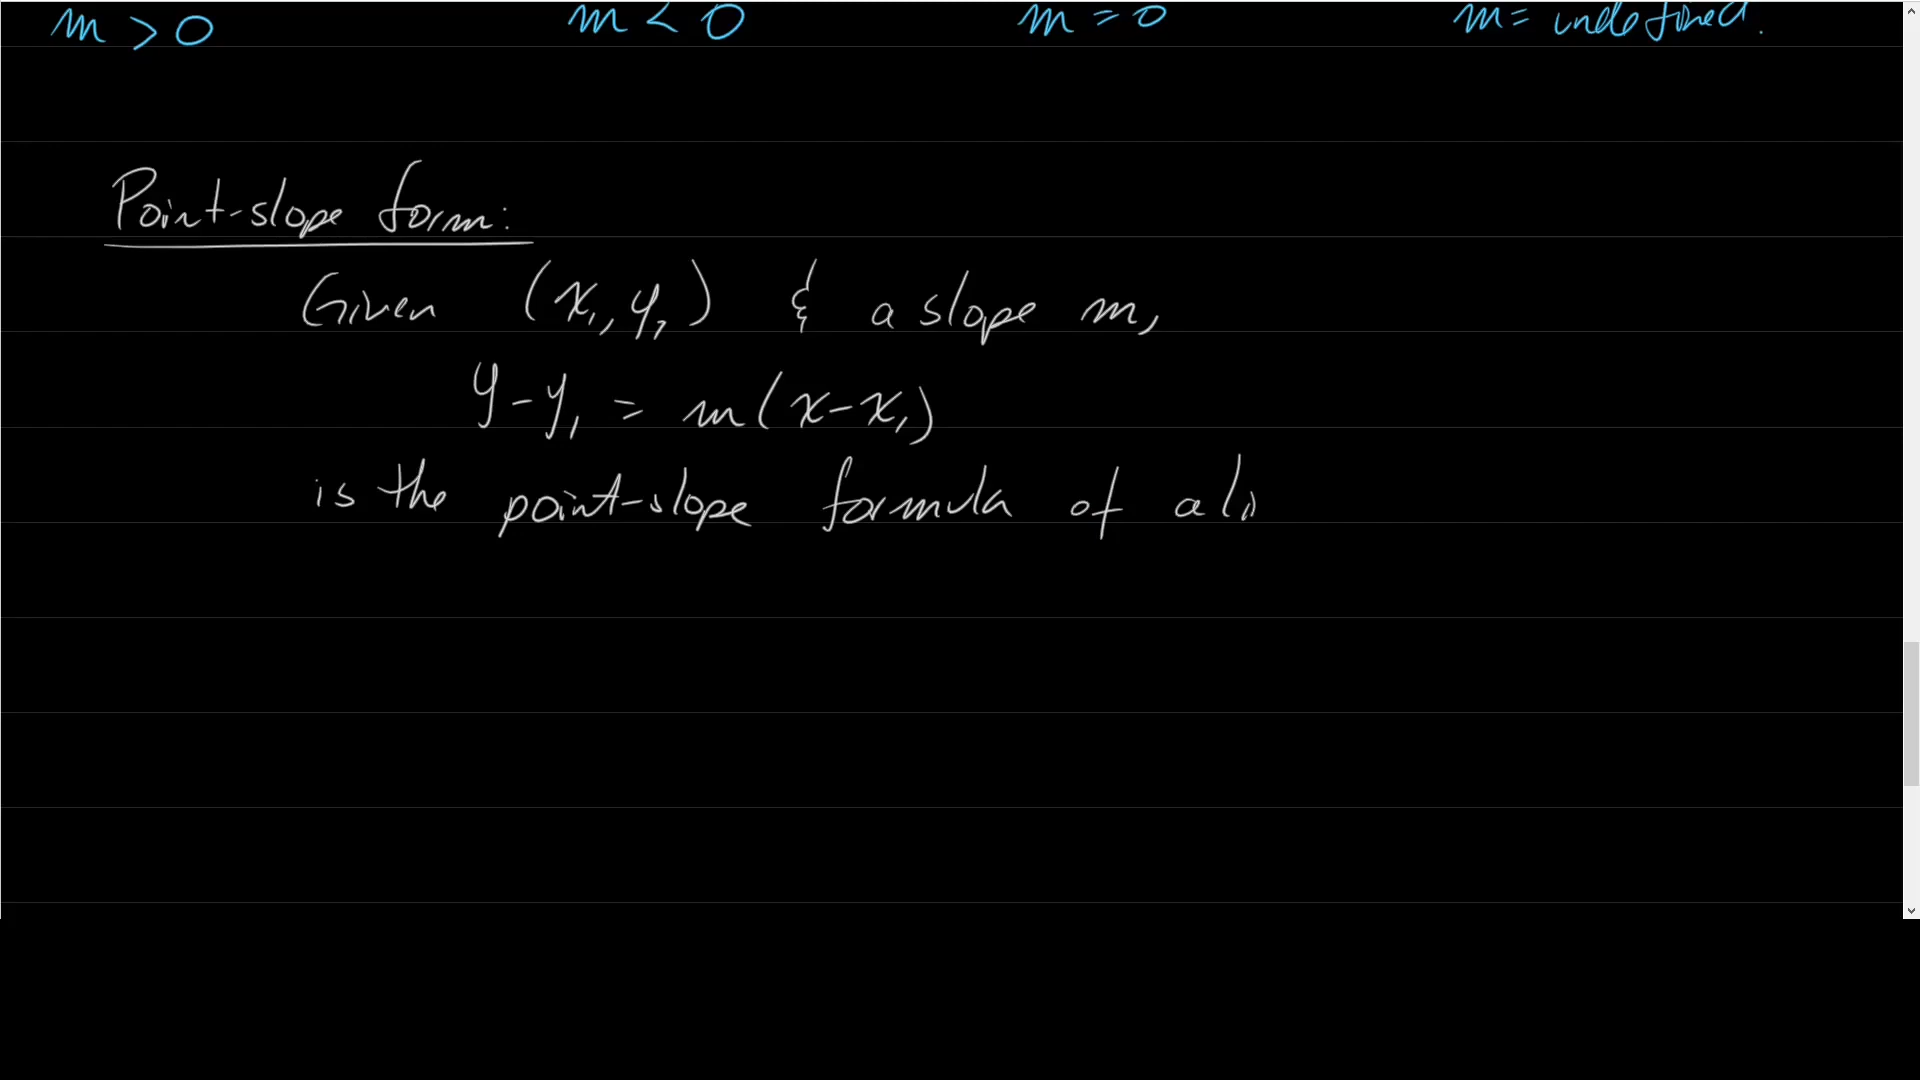 m > 0 m < 0 m = 0 m = undefined.
Point-slope form:
Given (x₁, y₁) & a slope m,
y - y₁ = m(x - x₁)
is the point-slope formula of a li